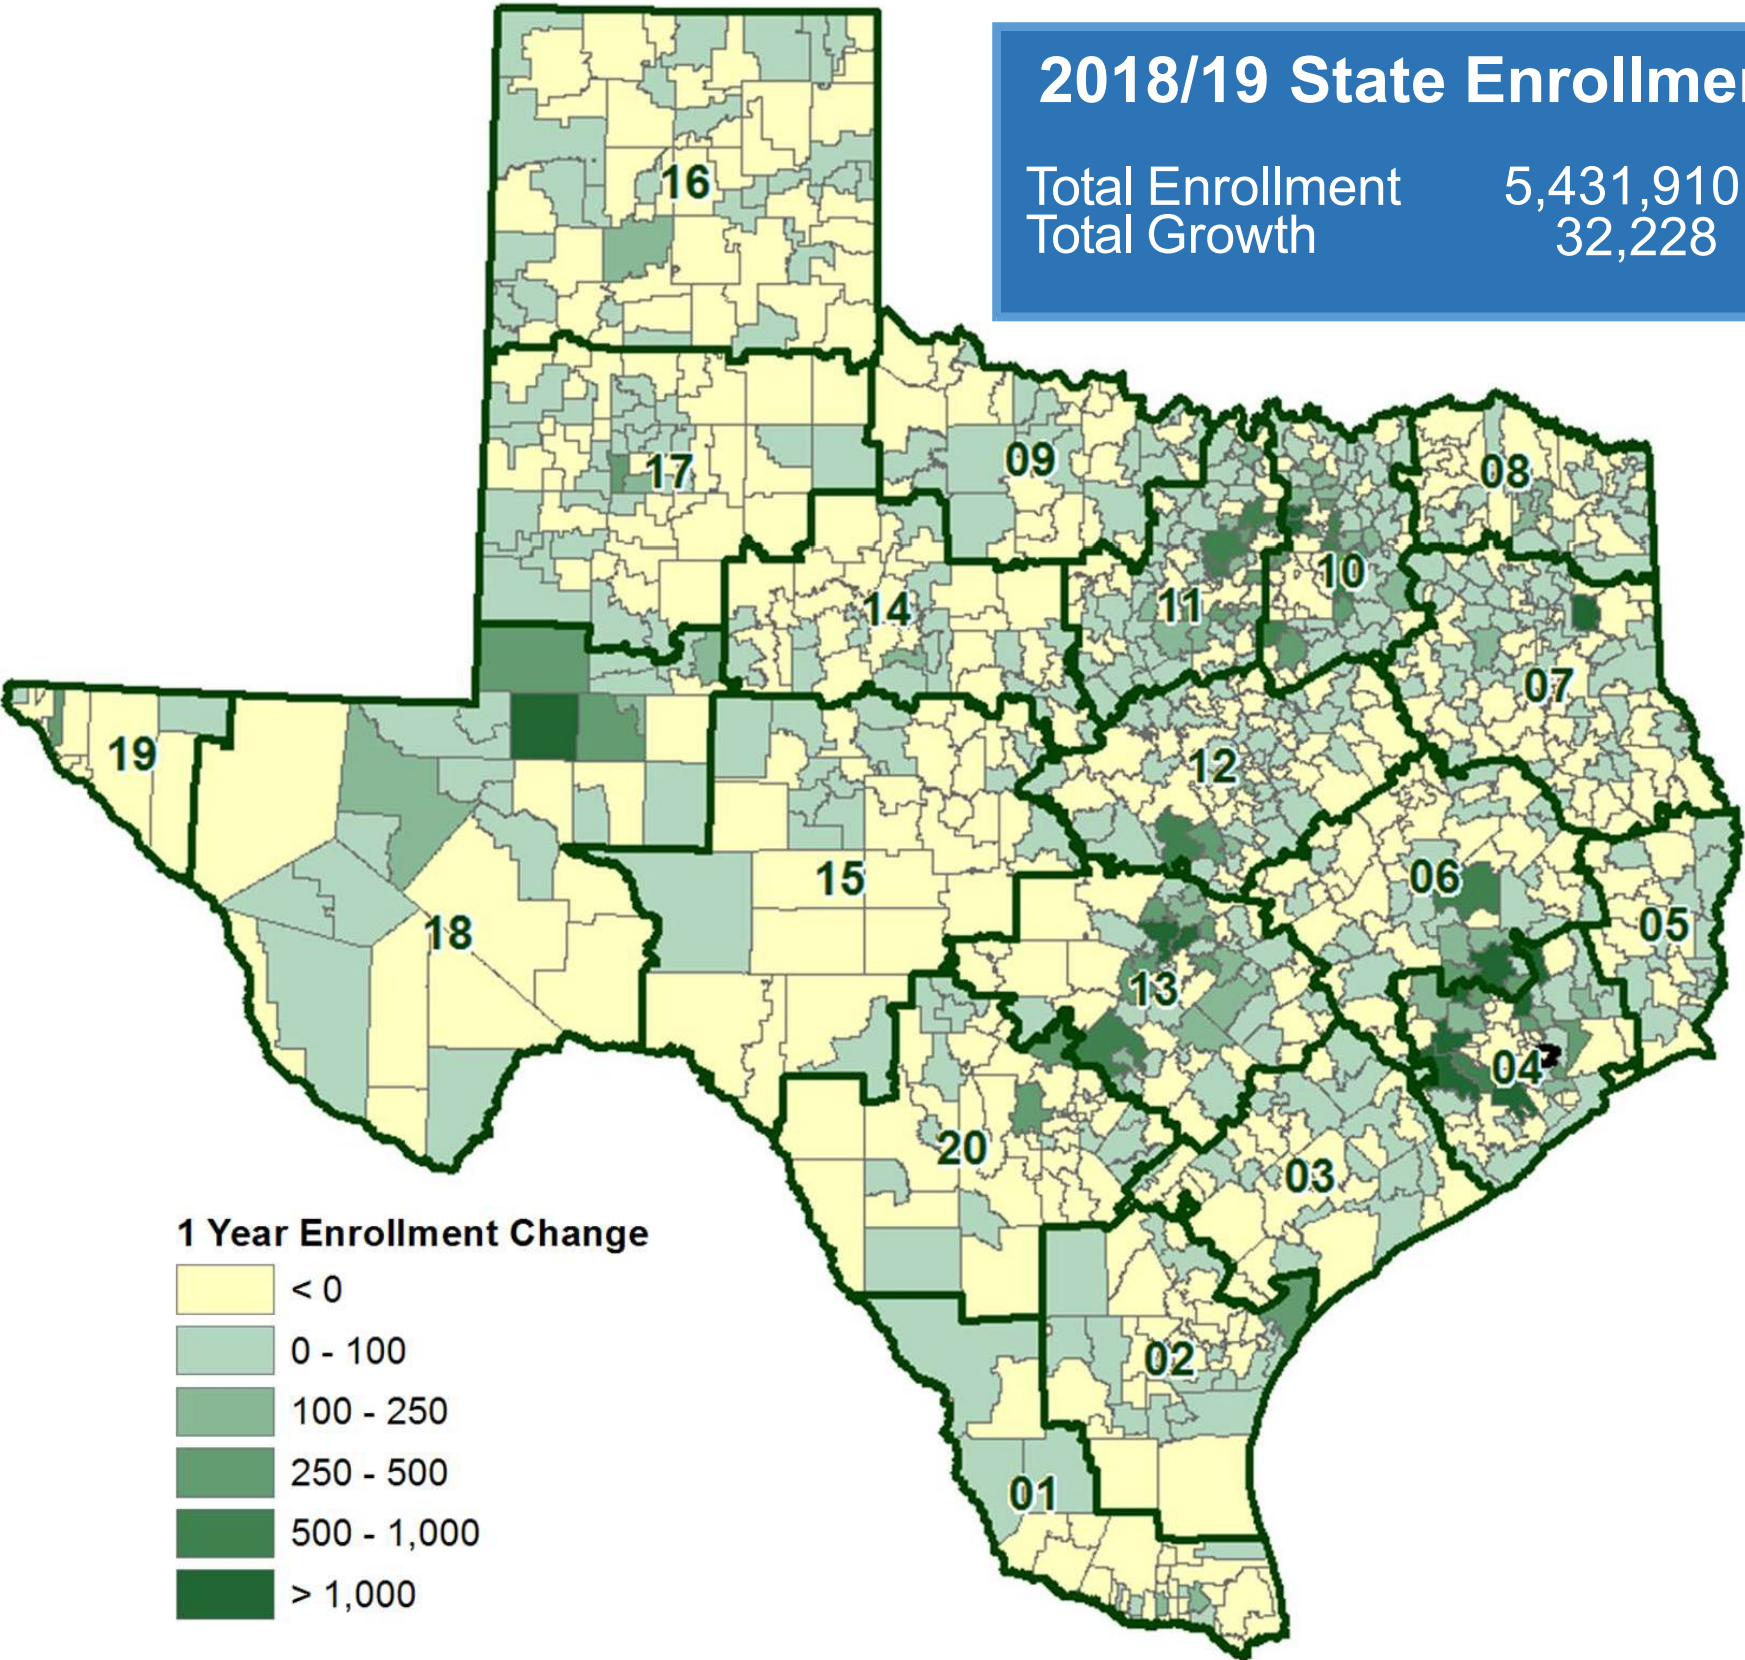 2018/19 State Enrollmen
Total Enrollment 5,431,910
Total Growth 32,228
16
17
09
08
10
11
14
07
19
12
15
06
18
05
13
04
20
03
02
01
1 Year Enrollment Change
< 0
0 - 100
100 - 250
250 - 500
500 - 1,000
> 1,000